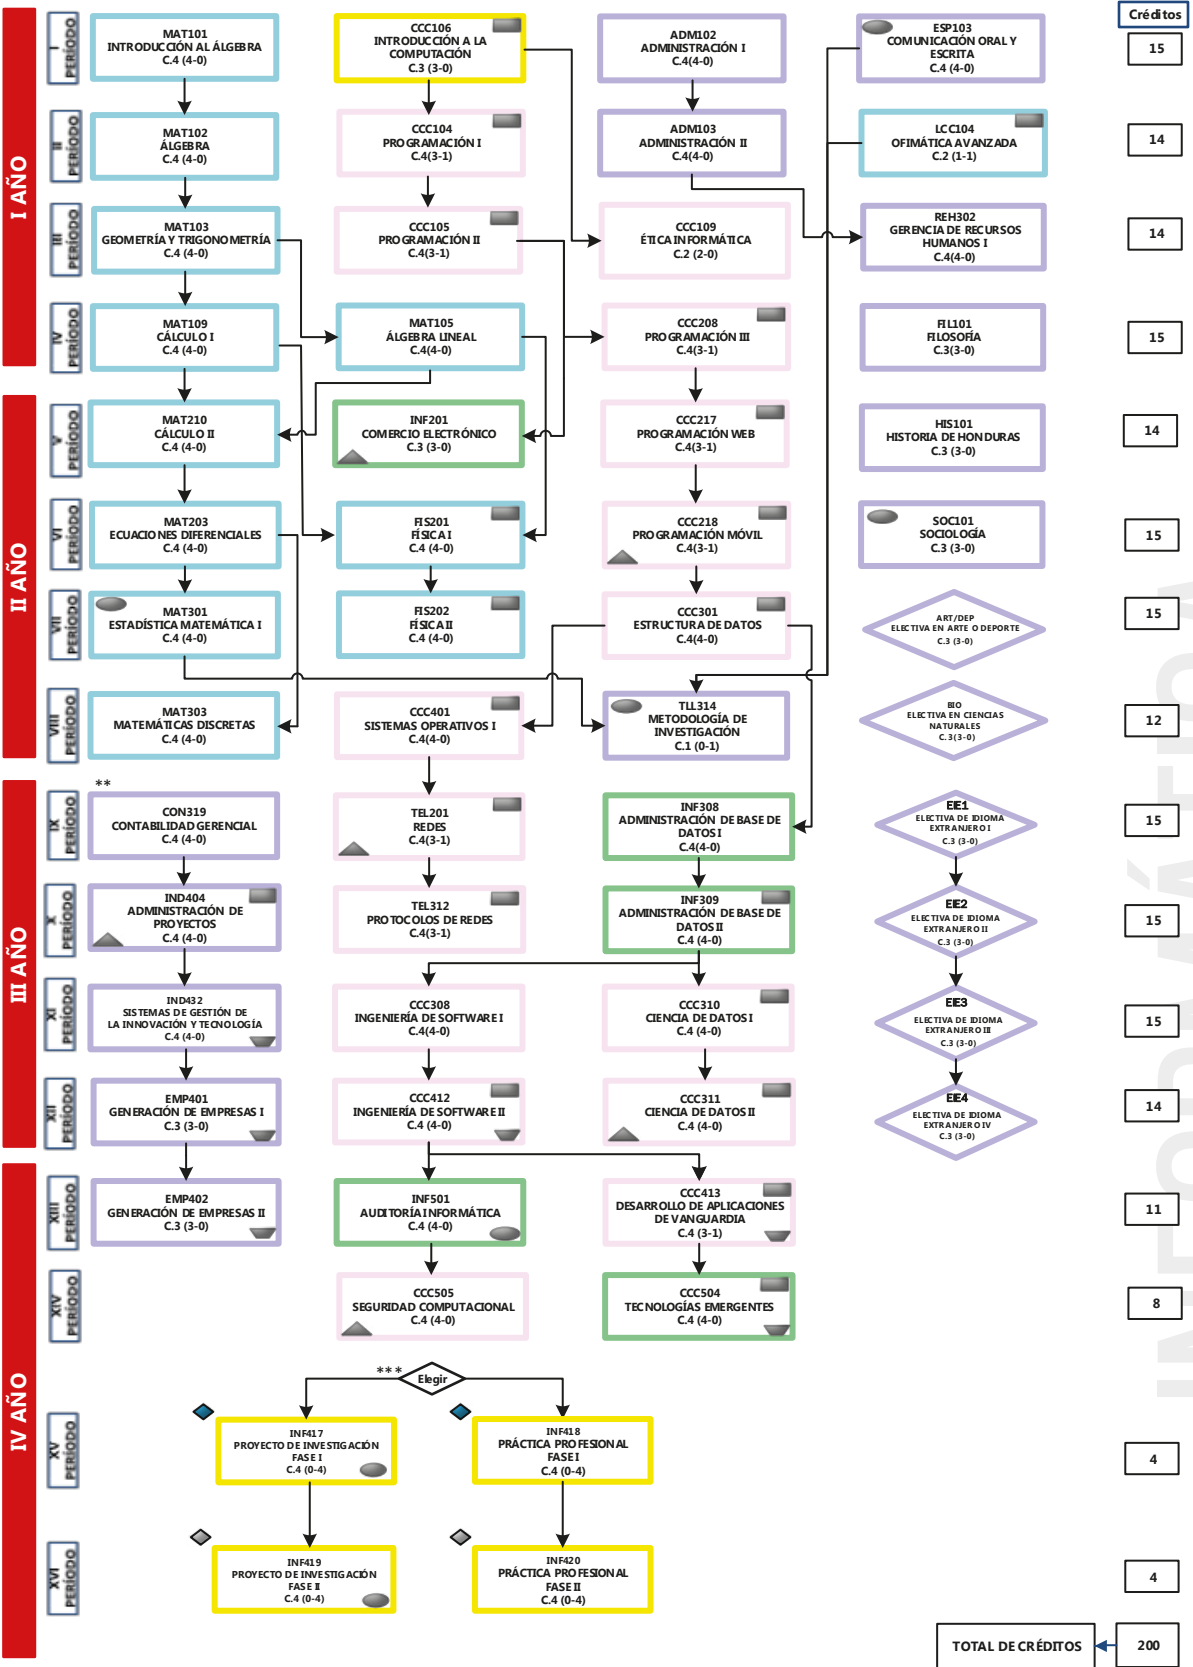 Créditos
I AÑO
I
PERÍODO
MAT101
INTRODUCCIÓN AL ÁLGEBRA
C.4 (4-0)
CCC106
INTRODUCCIÓN A LA
COMPUTACIÓN
C.3 (3-0)
ADM102
ADMINISTRACIÓN I
C.4(4-0)
ESP103
COMUNICACIÓN ORAL Y
ESCRITA
C.4 (4-0)
15
II
PERÍODO
MAT102
ÁLGEBRA
C.4 (4-0)
CCC104
PROGRAMACIÓN I
C.4(3-1)
ADM103
ADMINISTRACIÓN II
C.4(4-0)
LCC104
OFIMÁTICA AVANZADA
C.2 (1-1)
14
III
PERÍODO
MAT103
GEOMETRÍA Y TRIGONOMETRÍA
C.4 (4-0)
CCC105
PROGRAMACIÓN II
C.4(3-1)
CCC109
ÉTICA INFORMÁTICA
C.2 (2-0)
REH302
GERENCIA DE RECURSOS
HUMANOS I
C.4(4-0)
14
IV
PERÍODO
MAT109
CÁLCULO I
C.4 (4-0)
MAT105
ÁLGEBRA LINEAL
C.4(4-0)
CCC208
PROGRAMACIÓN III
C.4(3-1)
FIL101
FILOSOFÍA
C.3(3-0)
15
II AÑO
V
PERÍODO
MAT210
CÁLCULO II
C.4 (4-0)
INF201
COMERCIO ELECTRÓNICO
C.3 (3-0)
CCC217
PROGRAMACIÓN WEB
C.4(3-1)
HIS101
HISTORIA DE HONDURAS
C.3 (3-0)
14
VI
PERÍODO
MAT203
ECUACIONES DIFERENCIALES
C.4 (4-0)
FIS201
FÍSICA I
C.4 (4-0)
CCC218
PROGRAMACIÓN MÓVIL
C.4(3-1)
SOC101
SOCIOLOGÍA
C.3 (3-0)
15
VII
PERÍODO
MAT301
ESTADÍSTICA MATEMÁTICA I
C.4 (4-0)
FIS202
FÍSICA II
C.4 (4-0)
CCC301
ESTRUCTURA DE DATOS
C.4(4-0)
ART/DEP
ELECTIVA EN ARTE O DEPORTE
C.3 (3-0)
15
VIII
PERÍODO
MAT303
MATEMÁTICAS DISCRETAS
C.4 (4-0)
CCC401
SISTEMAS OPERATIVOS I
C.4(4-0)
TLL314
METODOLOGÍA DE
INVESTIGACIÓN
C.1 (0-1)
BIO
ELECTIVA EN CIENCIAS
NATURALES
C.3(3-0)
12
III AÑO
**
IX
PERÍODO
CON319
CONTABILIDAD GERENCIAL
C.4 (4-0)
TEL201
REDES
C.4(3-1)
INF308
ADMINISTRACIÓN DE BASE DE
DATOS I
C.4(4-0)
EIE1
ELECTIVA DE IDIOMA
EXTRANJERO I
C.3 (3-0)
15
X
PERÍODO
IND404
ADMINISTRACIÓN DE
PROYECTOS
C.4 (4-0)
TEL312
PROTOCOLOS DE REDES
C.4(3-1)
INF309
ADMINISTRACIÓN DE BASE DE
DATOS II
C.4 (4-0)
EIE2
ELECTIVA DE IDIOMA
EXTRANJERO II
C.3 (3-0)
15
XI
PERÍODO
IND432
SISTEMAS DE GESTIÓN DE
LA INNOVACIÓN Y TECNOLOGÍA
C.4 (4-0)
CCC308
INGENIERÍA DE SOFTWARE I
C.4(4-0)
CCC310
CIENCIA DE DATOS I
C.4 (4-0)
EIE3
ELECTIVA DE IDIOMA
EXTRANJERO III
C.3 (3-0)
15
XII
PERÍODO
EMP401
GENERACIÓN DE EMPRESAS I
C.3 (3-0)
CCC412
INGENIERÍA DE SOFTWARE II
C.4 (4-0)
CCC311
CIENCIA DE DATOS II
C.4 (4-0)
EIE4
ELECTIVA DE IDIOMA
EXTRANJERO IV
C.3 (3-0)
14
IV AÑO
XIII
PERÍODO
EMP402
GENERACIÓN DE EMPRESAS II
C.3 (3-0)
INF501
AUDITORÍA INFORMÁTICA
C.4 (4-0)
CCC413
DESARROLLO DE APLICACIONES
DE VANGUARDIA
C.4 (3-1)
11
XIV
PERÍODO
CCC505
SEGURIDAD COMPUTACIONAL
C.4 (4-0)
CCC504
TECNOLOGÍAS EMERGENTES
C.4 (4-0)
8
***
Elegir
XV
PERÍODO
INF417
PROYECTO DE INVESTIGACIÓN
FASE I
C.4 (0-4)
INF418
PRÁCTICA PROFESIONAL
FASE I
C.4 (0-4)
4
XVI
PERÍODO
INF419
PROYECTO DE INVESTIGACIÓN
FASE II
C.4 (0-4)
INF420
PRÁCTICA PROFESIONAL
FASE II
C.4 (0-4)
4
TOTAL DE CRÉDITOS
200